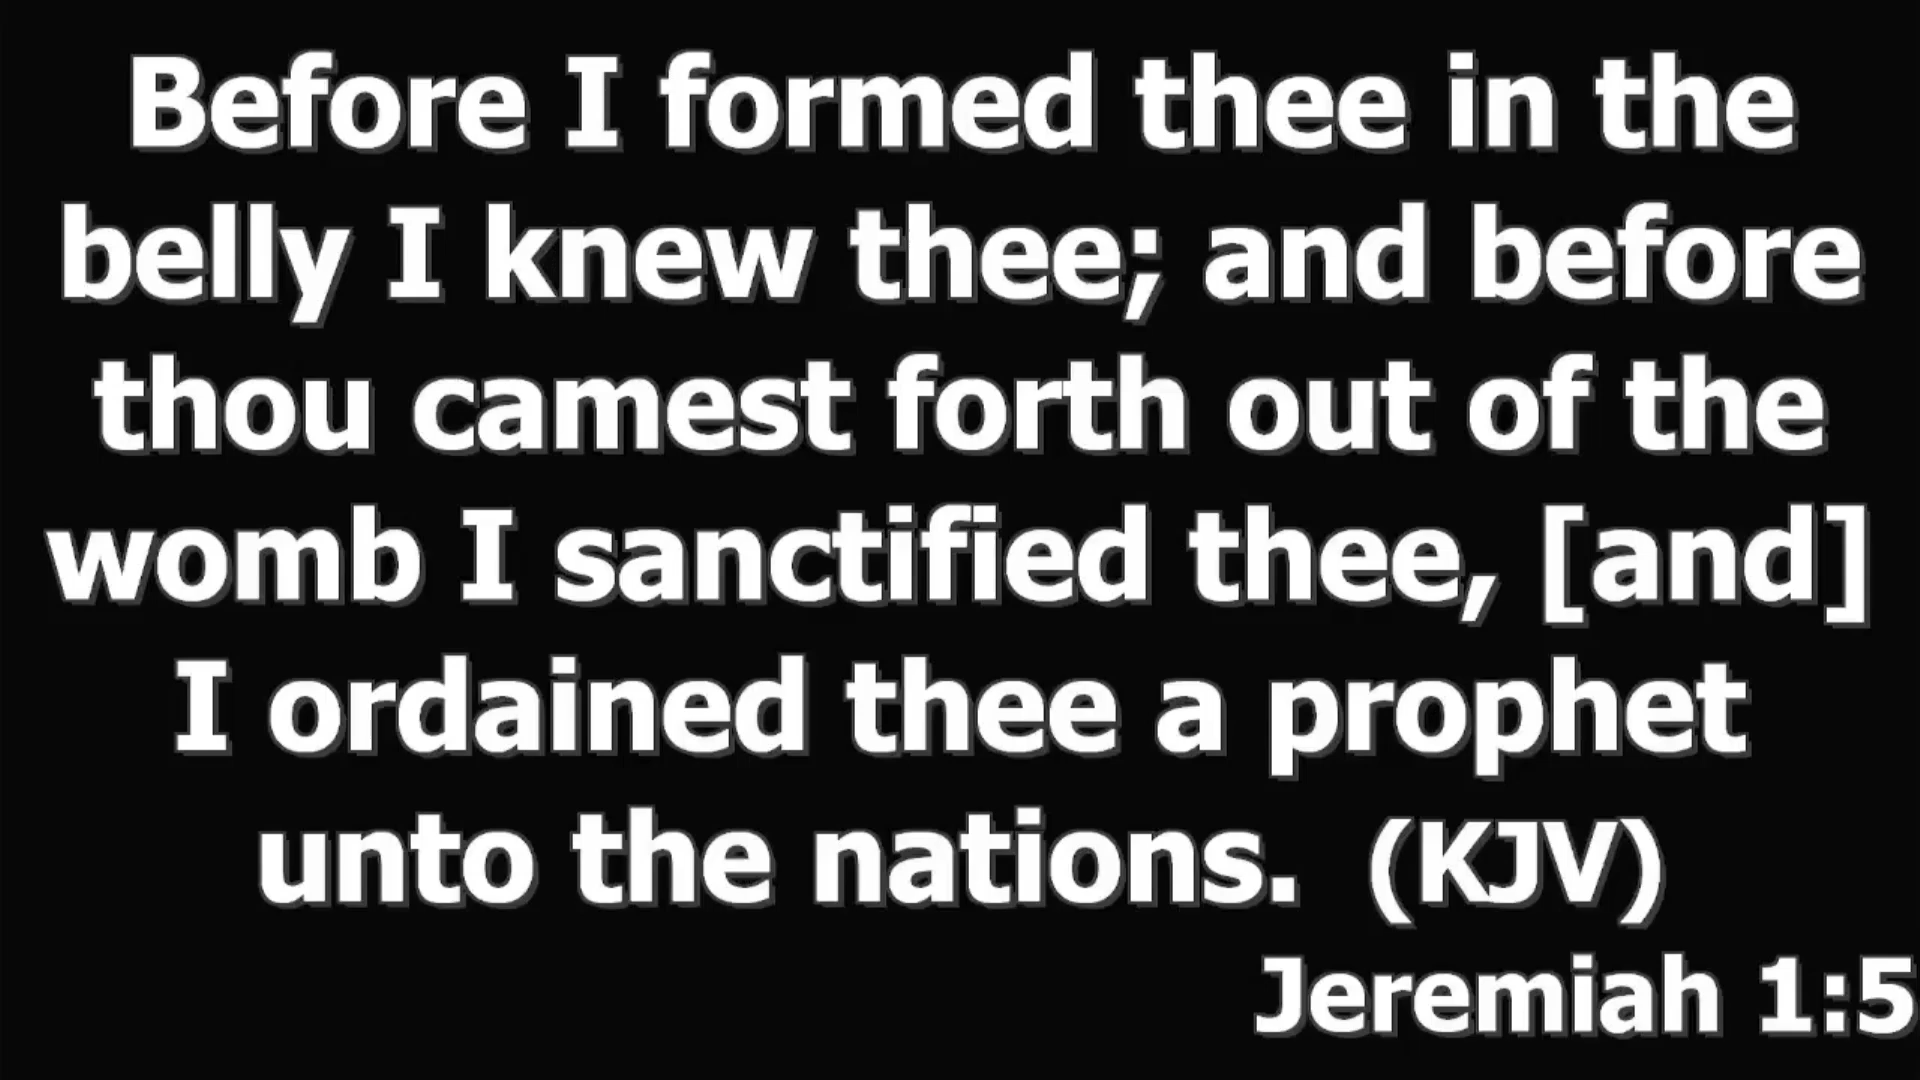 Before I formed thee in the
belly I knew thee; and before
thou camest forth out of the
womb I sanctified thee, [and]
I ordained thee a prophet
unto the nations.  (KJV)
Jeremiah 1:5